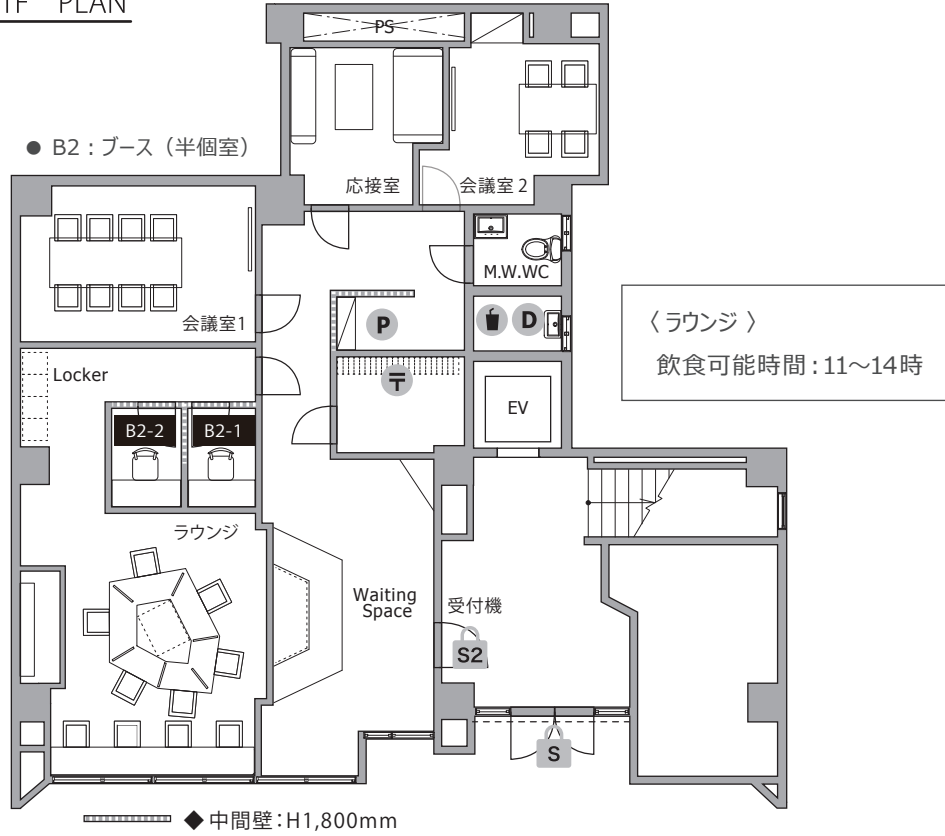 1F PLAN
PS
● B2：ブース（半個室）
応接室
会議室 2
M.W.WC
会議室1
P
D
〈 ラウンジ 〉
飲食可能時間：11～14時
Locker
〒
EV
B2-2
B2-1
ラウンジ
Waiting
Space
受付機
S2
S
◆ 中間壁：H1,800mm